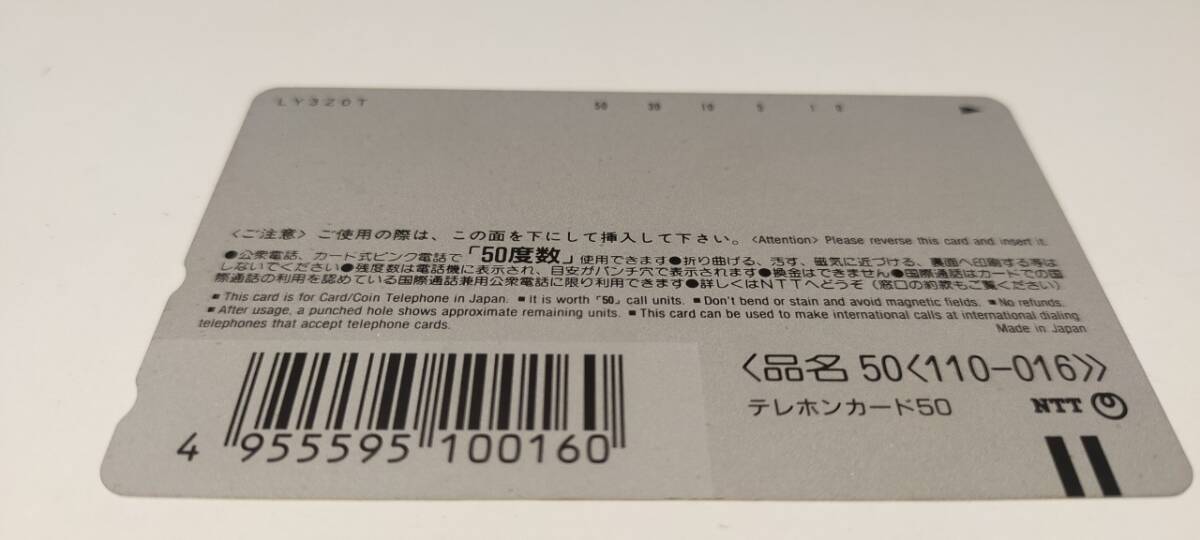 LY320T 50 30 10 5 1 0
〈ご注意〉ご使用の際は、この面を下にして挿入して下さい。〈Attention〉Please reverse this card and insert it.
●公衆電話、カード式ピンク電話で「50度数」使用できます●折り曲げる、汚す、磁気に近づける、裏面へ印刷する等は
しないでください●残度数は電話機に表示され、目安がパンチ穴で表示されます●換金はできません●国際通話はカードでの国
際通話の利用を認めている国際通話兼用公衆電話に限り利用できます●詳しくはNTTへどうぞ(窓口の約款もご覧ください)
■This card is for Card/Coin Telephone in Japan. ■It is worth「50」call units. ■Don't bend or stain and avoid magnetic fields. ■No refunds.
■After usage, a punched hole shows approximate remaining units. ■This card can be used to make international calls at international dialing
telephones that accept telephone cards.
Made in Japan
〈品名 50〈110-016〉〉
テレホンカード50 NTT
4 955595 100160